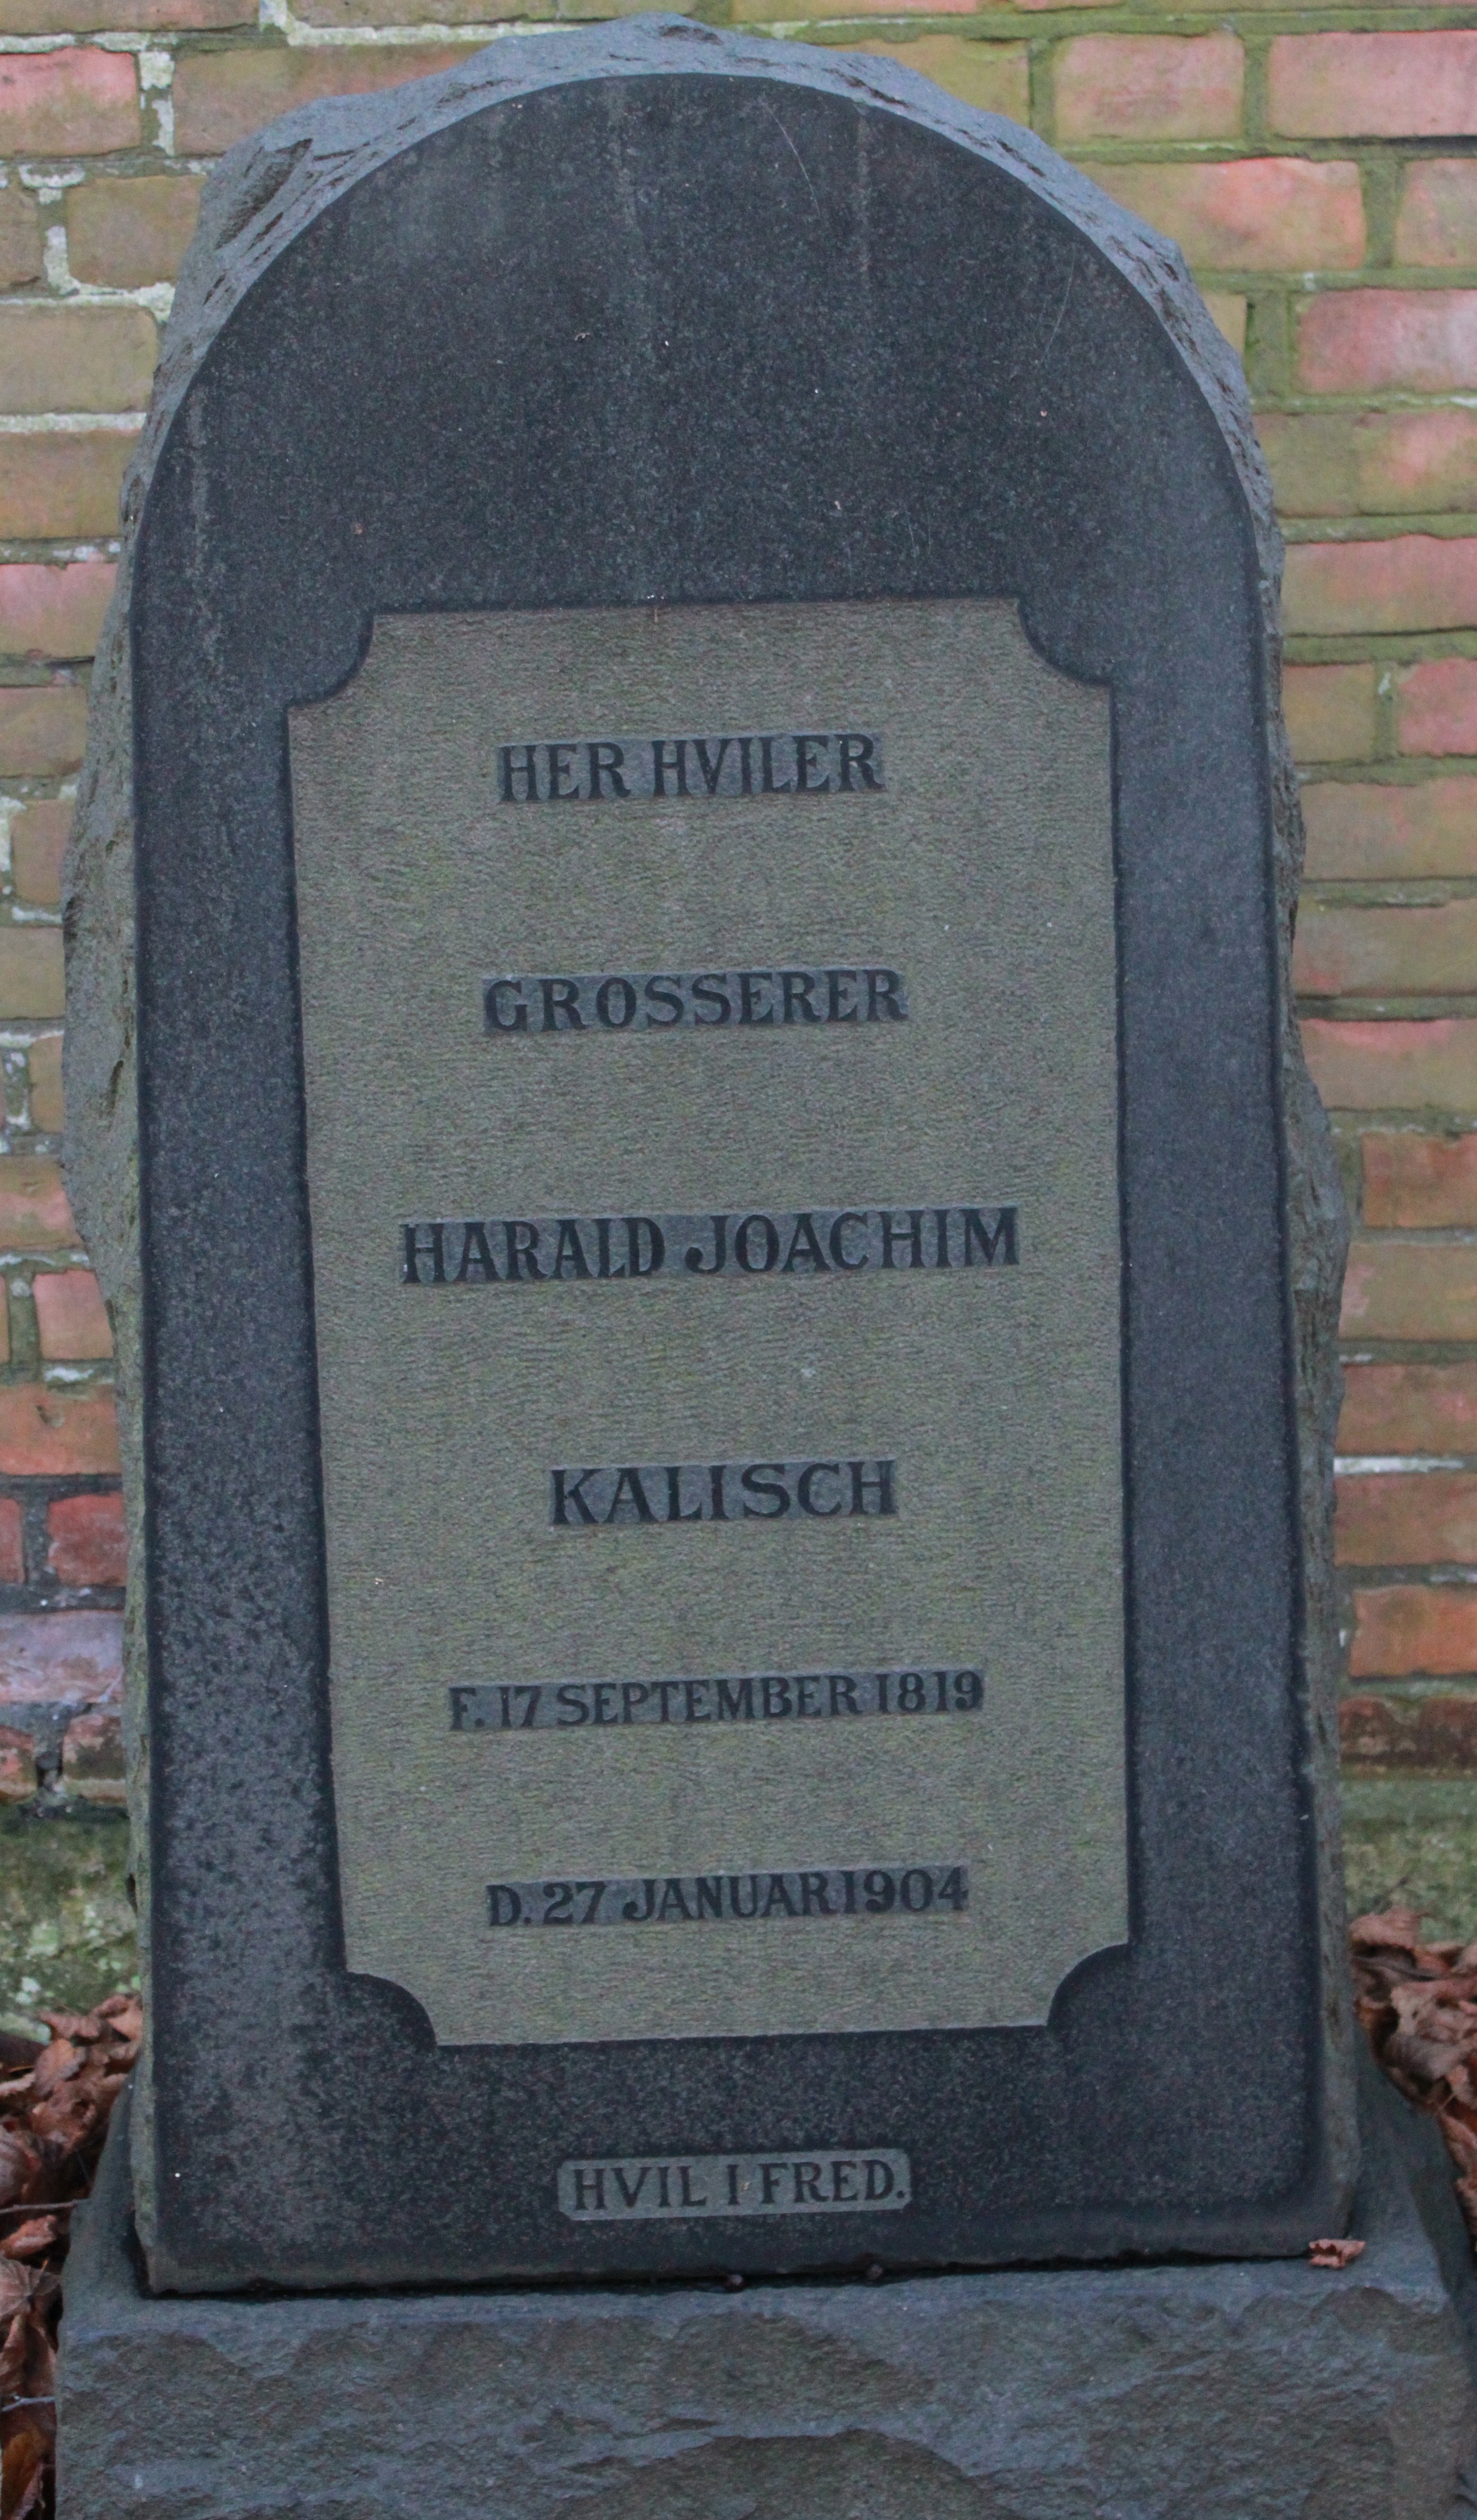 HER HVILER
GROSSERER
HARALD JOACHIM
KALISCH
F. 17 SEPTEMBER 1819
D. 27 JANUAR 1904
HVIL I FRED.